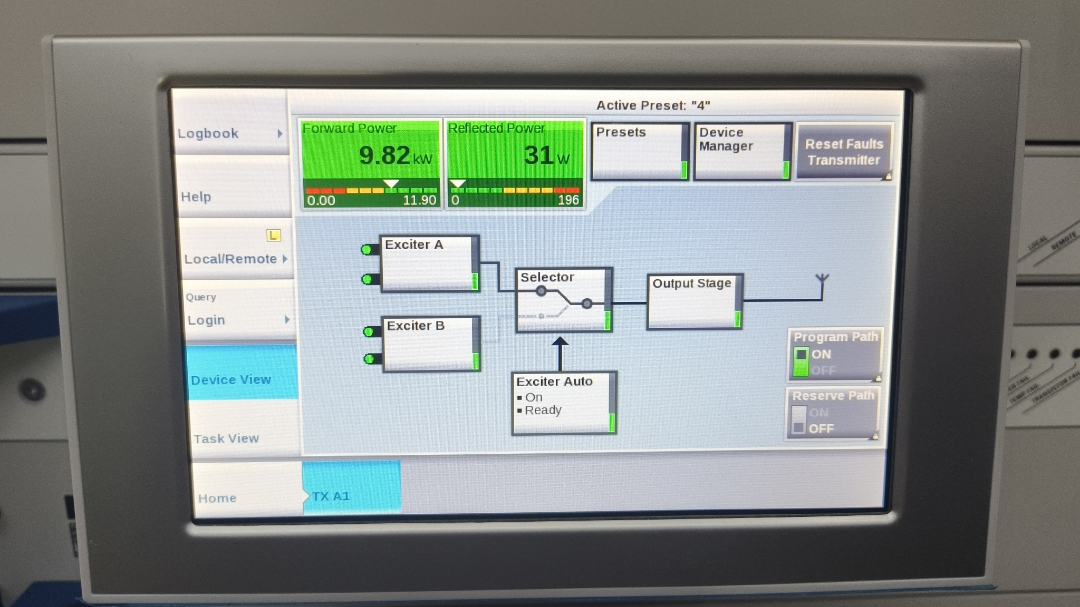 Active Preset: "4"
Logbook
Help
L
Local/Remote
Query
Login
Device View
Task View
Home
TX A1
Forward Power
9.82 kW
0.00 11.90
Reflected Power
31 W
0 196
Presets
Device
Manager
Reset Faults
Transmitter
Exciter A
Exciter B
Selector
Output Stage
Exciter Auto
On
Ready
Program Path
ON
OFF
Reserve Path
ON
OFF
LOCAL
REMOTE